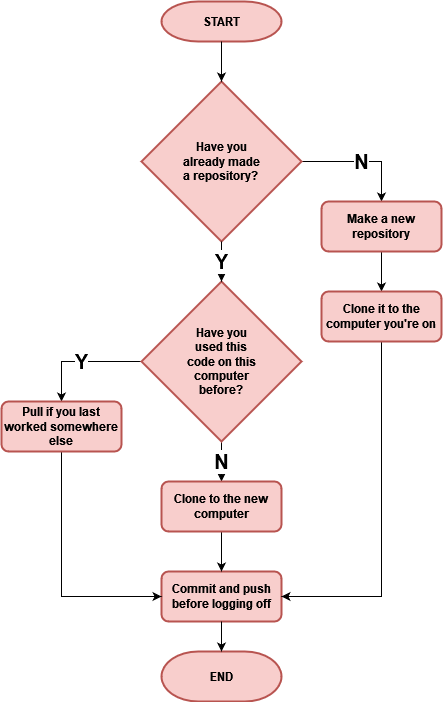 START
Have you
already made
a repository?
N
Make a new
repository
Y
Clone it to the
computer you're on
Have you
used this
code on this
computer
before?
Y
Pull if you last
worked somewhere
else
N
Clone to the new
computer
Commit and push
before logging off
END